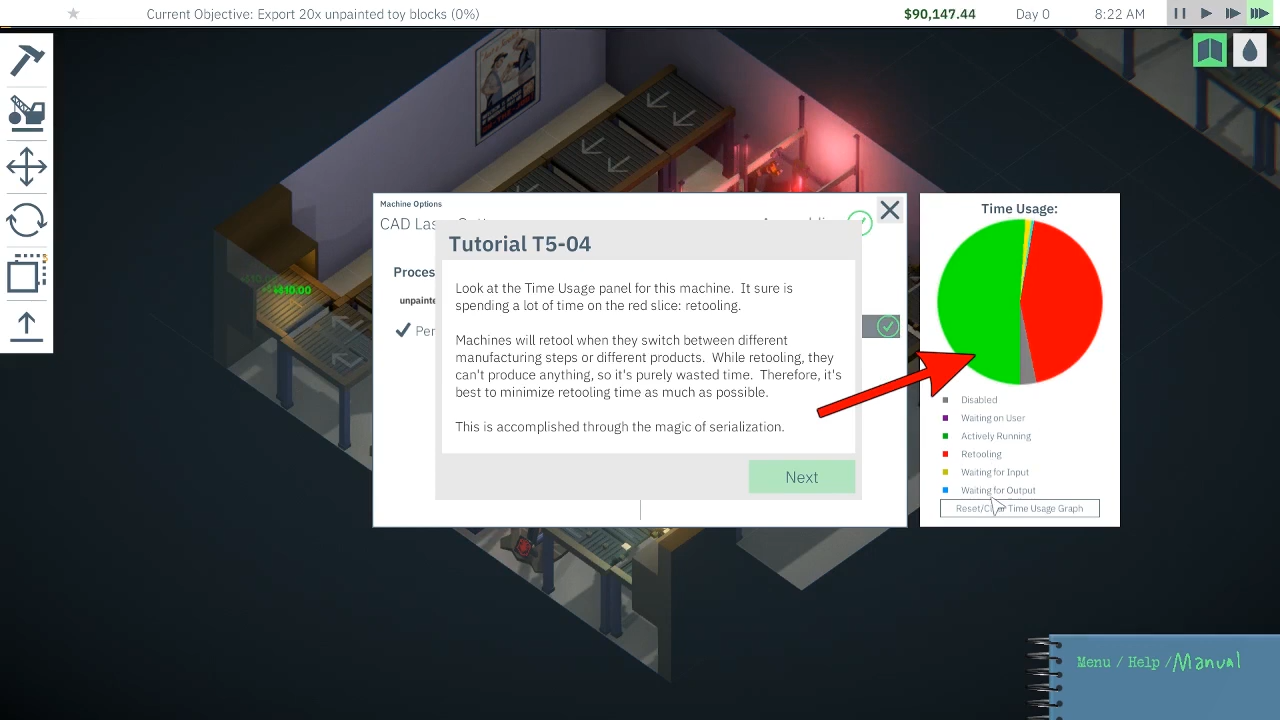 Current Objective: Export 20x unpainted toy blocks (0%)
$90,147.44
Day 0
8:22 AM
Machine Options
CAD Las
Time Usage:
Tutorial T5-04
Proces
unpainte
Per
+$10.00
Look at the Time Usage panel for this machine. It sure is
spending a lot of time on the red slice: retooling.
Machines will retool when they switch between different
manufacturing steps or different products. While retooling, they
can't produce anything, so it's purely wasted time. Therefore, it's
best to minimize retooling time as much as possible.
This is accomplished through the magic of serialization.
Next
Disabled
Waiting on User
Actively Running
Retooling
Waiting for Input
Waiting for Output
Reset/Cl Time Usage Graph
Menu / Help / Manual